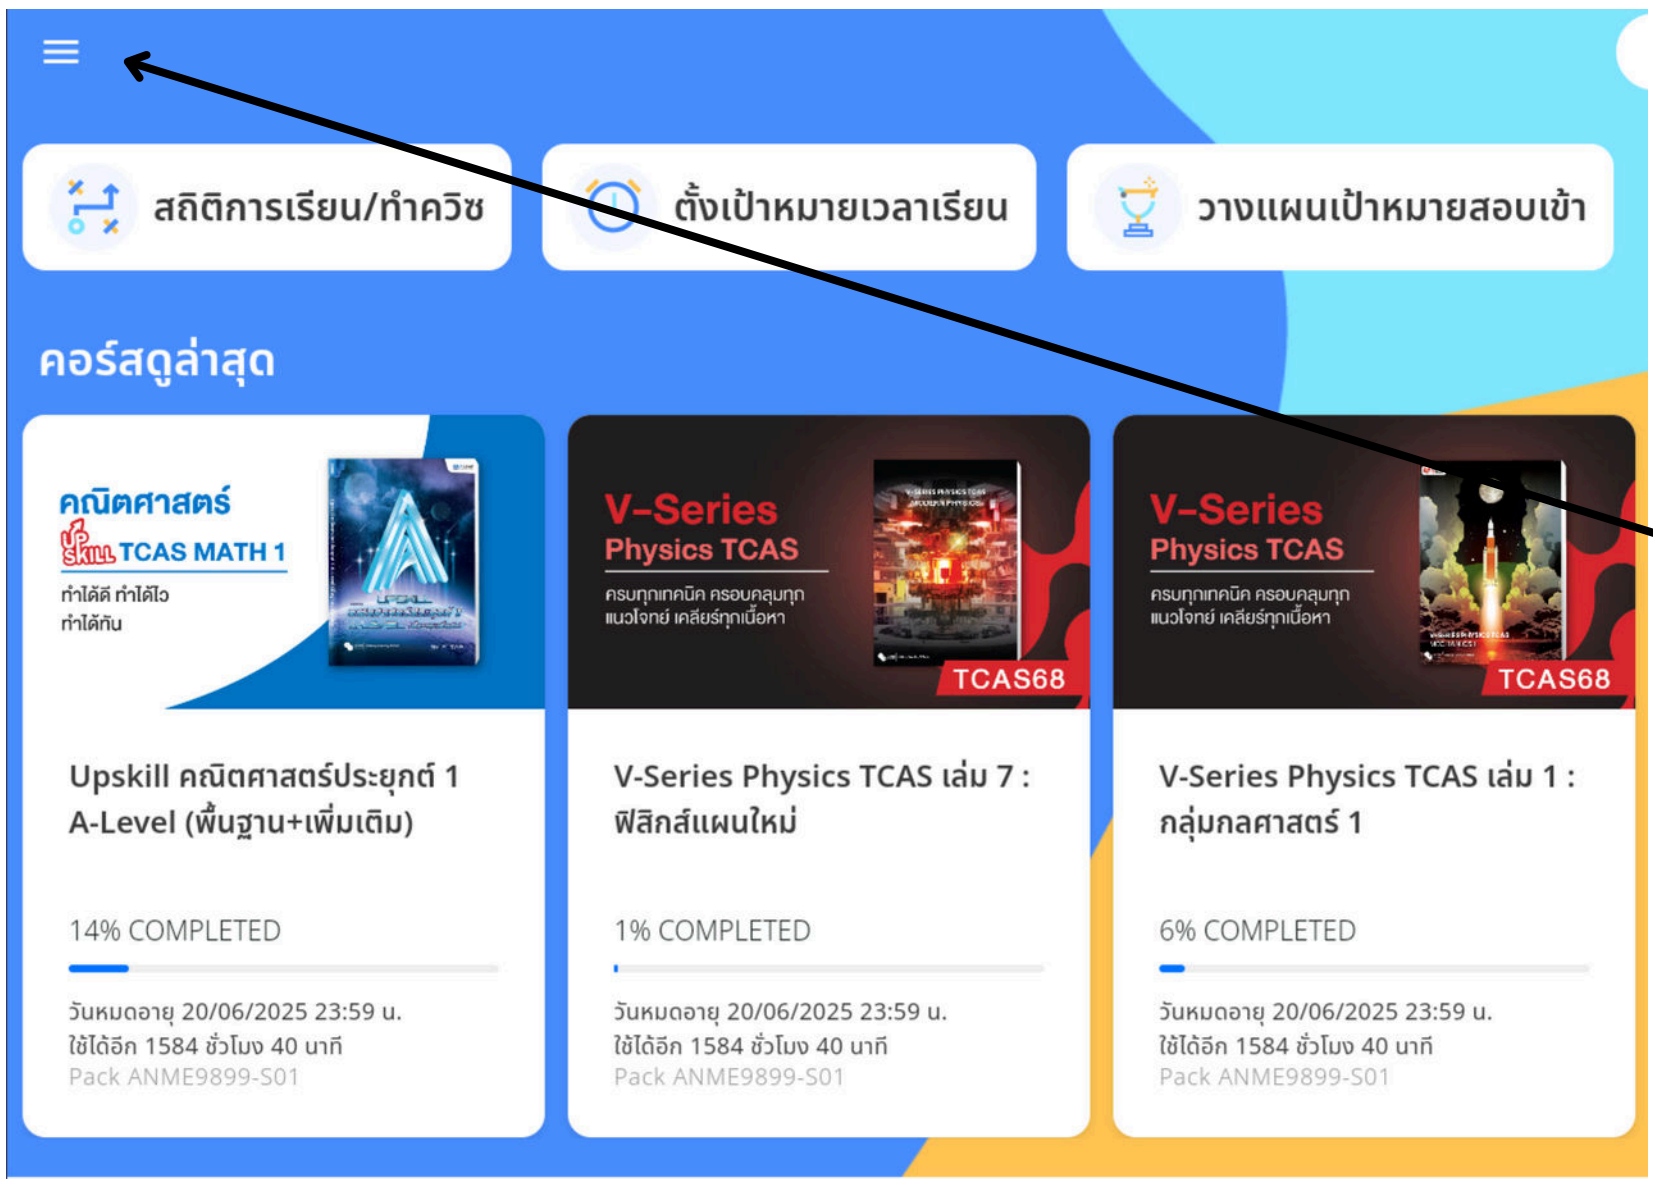 สถิติการเรียน/ทำควิซ
ตั้งเป้าหมายเวลาเรียน
วางแผนเป้าหมายสอบเข้า
คอร์สดูล่าสุด
คณิตศาสตร์
UP SKILL TCAS MATH 1
ทำได้ดี ทำได้ไว
ทำได้ทัน
UPSKILL
Upskill คณิตศาสตร์ประยุกต์ 1
A-Level (พื้นฐาน+เพิ่มเติม)
14% COMPLETED
วันหมดอายุ 20/06/2025 23:59 น.
ใช้ได้อีก 1584 ชั่วโมง 40 นาที
Pack ANME9899-S01
V-Series
Physics TCAS
ครบทุกเทคนิค ครอบคลุมทุก
แนวโจทย์ เคลียร์ทุกเนื้อหา
V-SERIES PHYSICS TCAS
MODERN PHYSICS
TCAS68
V-Series Physics TCAS เล่ม 7 :
ฟิสิกส์แผนใหม่
1% COMPLETED
วันหมดอายุ 20/06/2025 23:59 น.
ใช้ได้อีก 1584 ชั่วโมง 40 นาที
Pack ANME9899-S01
V-Series
Physics TCAS
ครบทุกเทคนิค ครอบคลุมทุก
แนวโจทย์ เคลียร์ทุกเนื้อหา
V-SERIES PHYSICS TCAS
MECHANICS 1
TCAS68
V-Series Physics TCAS เล่ม 1 :
กลุ่มกลศาสตร์ 1
6% COMPLETED
วันหมดอายุ 20/06/2025 23:59 น.
ใช้ได้อีก 1584 ชั่วโมง 40 นาที
Pack ANME9899-S01